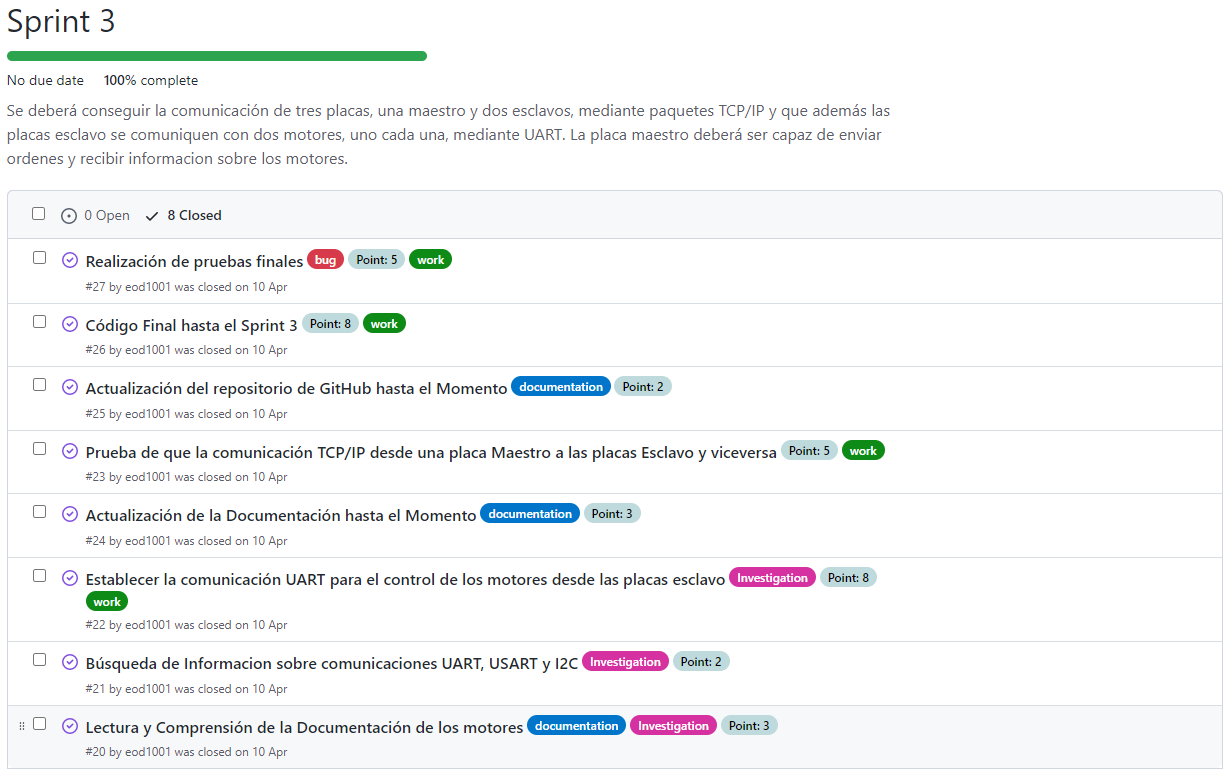 Sprint 3
No due date 100% complete
Se deberá conseguir la comunicación de tres placas, una maestro y dos esclavos, mediante paquetes TCP/IP y que además las
placas esclavo se comuniquen con dos motores, uno cada una, mediante UART. La placa maestro deberá ser capaz de enviar
ordenes y recibir informacion sobre los motores.
0 Open 8 Closed
Realización de pruebas finales bug Point: 5 work
#27 by eod1001 was closed on 10 Apr
Código Final hasta el Sprint 3 Point: 8 work
#26 by eod1001 was closed on 10 Apr
Actualización del repositorio de GitHub hasta el Momento documentation Point: 2
#25 by eod1001 was closed on 10 Apr
Prueba de que la comunicación TCP/IP desde una placa Maestro a las placas Esclavo y viceversa Point: 5 work
#23 by eod1001 was closed on 10 Apr
Actualización de la Documentación hasta el Momento documentation Point: 3
#24 by eod1001 was closed on 10 Apr
Establecer la comunicación UART para el control de los motores desde las placas esclavo Investigation Point: 8
work
#22 by eod1001 was closed on 10 Apr
Búsqueda de Informacion sobre comunicaciones UART, USART y I2C Investigation Point: 2
#21 by eod1001 was closed on 10 Apr
Lectura y Comprensión de la Documentación de los motores documentation Investigation Point: 3
#20 by eod1001 was closed on 10 Apr